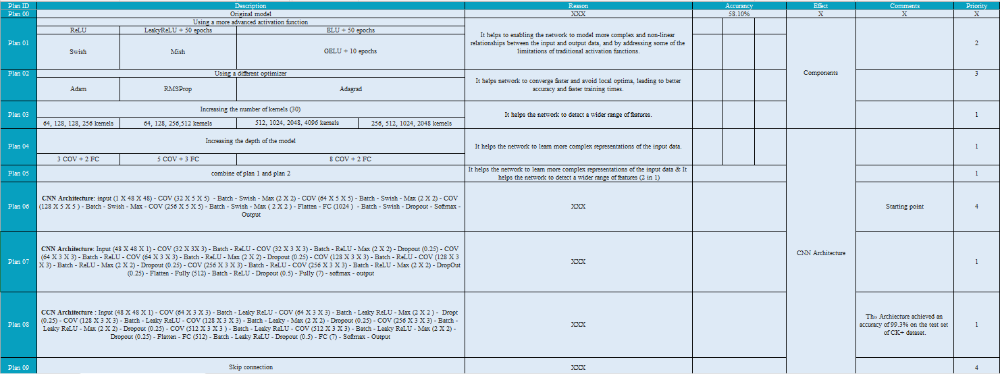 Plan ID Description Reason Accurancy Effect Comments Priority
Plan 00 Original model XXX 58.10% X X X
Plan 01
Using a more advanced activation function
ReLU LeakyReLU + 50 epochs ELU + 50 epochs
Swish Mish GELU + 10 epochs
It helps to enabling the network to model more complex and non-linear
relationships between the input and output data, and by addressing some of the
limitations of traditional activation functions.
2
Components
Plan 02
Using a different optimizer
Adam RMSProp Adagrad
It helps network to converge faster and avoid local optima, leading to better
accuracy and faster training times.
3
Plan 03
Increasing the number of kernels (30)
64, 128, 128, 256 kernels 64, 128, 256,512 kernels 512, 1024, 2048, 4096 kernels 256, 512, 1024, 2048 kernels
It helps the network to detect a wider range of features.
1
Plan 04
Increasing the depth of the model
3 COV + 2 FC 5 COV + 3 FC 8 COV + 2 FC
It helps the network to learn more complex representations of the input data.
1
CNN Architecture
Plan 05
combine of plan 1 and plan 2
It helps the network to learn more complex representations of the input data & It
helps the network to detect a wider range of features (2 in 1)
1
Plan 06
CNN Architecture: input (1 X 48 X 48) - COV (32 X 5 X 5) - Batch - Swish - Max (2 X 2) - COV (64 X 5 X 5) - Batch - Swish - Max (2 X 2) - COV
(128 X 5 X 5 ) - Batch - Swish - Max - COV (256 X 5 X 5) - Batch - Swish - Max ( 2 X 2 ) - Flatten - FC (1024 ) - Batch - Swish - Dropout - Softmax -
Output
XXX
Starting point
4
Plan 07
CNN Architecture: Input (48 X 48 X 1) - COV (32 X 3X 3) - Batch - ReLU - COV (32 X 3 X 3) - Batch - ReLU - Max (2 X 2) - Dropout (0.25) - COV
(64 X 3 X 3) - Batch - ReLU - COV (64 X 3 X 3) - Batch - ReLU - Max (2 X 2) - Dropout (0.25) - COV (128 X 3 X 3) - Batch - ReLU - COV (128 X 3
X 3) - Batch - ReLU - Max (2 X 2) - Dropout (0.25) - COV (256 X 3 X 3) - Batch - ReLU - COV (256 X 3 X 3) - Batch - ReLU - Max (2 X 2) - DropOut
(0.25) - Flatten - Fully (512) - Batch - ReLU - Dropout (0.5) - Fully (7) - softmax - output
XXX
1
Plan 08
CCN Architecture : Input (48 X 48 X 1) - COV (64 X 3 X 3) - Batch - Leaky ReLU - COV (64 X 3 X 3) - Batch - Leaky ReLU - Max (2 X 2 ) - Dropt
(0.25) - COV (128 X 3 X 3) - Batch - Leaky ReLU - COV (128 X 3 X 3) - Batch - Leaky - Max (2 X 2) - Dropout (0.25) - COV (256 X 3 X 3) - Batch -
Leaky ReLU - Max (2 X 2) - Dropout (0.25) - COV (512 X 3 X 3 ) - Batch - Leaky ReLU - COV (512 X 3 X 3) - Batch - Leaky ReLU - Max (2 X 2) -
Dropout (0.25) - Flatten - FC (512) - Batch - Leaky ReLU - Dropout (0.5) - FC (7) - Softmax - Output
XXX
This Archiecture achieved an
accuracy of 99.3% on the test set
of CK+ dataset.
1
Plan 09 Skip connection XXX 4